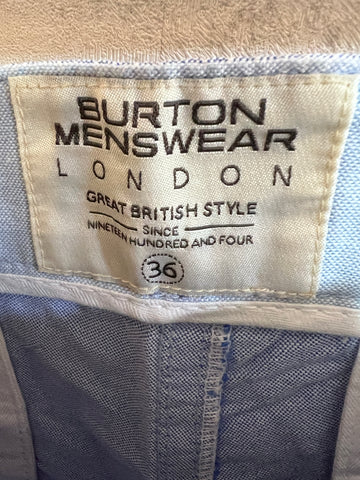 BURTON
MENSWEAR
LONDON
GREAT BRITISH STYLE
SINCE
NINETEEN HUNDRED AND FOUR
36